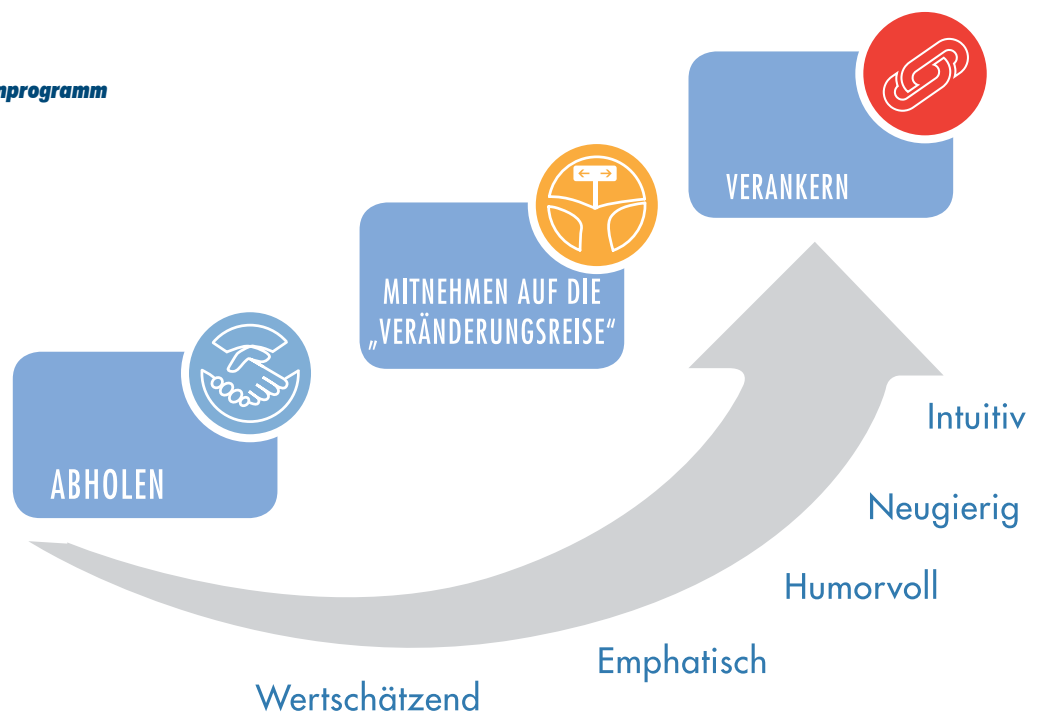 nprogramm
VERANKERN
MITNEHMEN AUF DIE
„VERÄNDERUNGSREISE“
ABHOLEN
Intuitiv
Neugierig
Humorvoll
Emphatisch
Wertschätzend